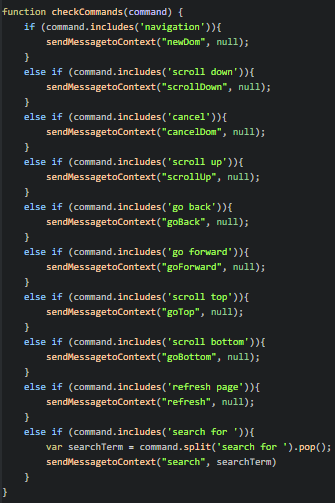 function checkCommands(command) {
    if (command.includes('navigation')){
        sendMessagetoContext("newDom", null);
    }
    else if (command.includes('scroll down')){
        sendMessagetoContext("scrollDown", null);
    }
    else if (command.includes('cancel')){
        sendMessagetoContext("cancelDom", null);
    }
    else if (command.includes('scroll up')){
        sendMessagetoContext("scrollUp", null);
    }
    else if (command.includes('go back')){
        sendMessagetoContext("goBack", null);
    }
    else if (command.includes('go forward')){
        sendMessagetoContext("goForward", null);
    }
    else if (command.includes('scroll top')){
        sendMessagetoContext("goTop", null);
    }
    else if (command.includes('scroll bottom')){
        sendMessagetoContext("goBottom", null);
    }
    else if (command.includes('refresh page')){
        sendMessagetoContext("refresh", null);
    }
    else if (command.includes('search for ')){
        var searchTerm = command.split('search for ').pop();
        sendMessagetoContext("search", searchTerm)
    }
}